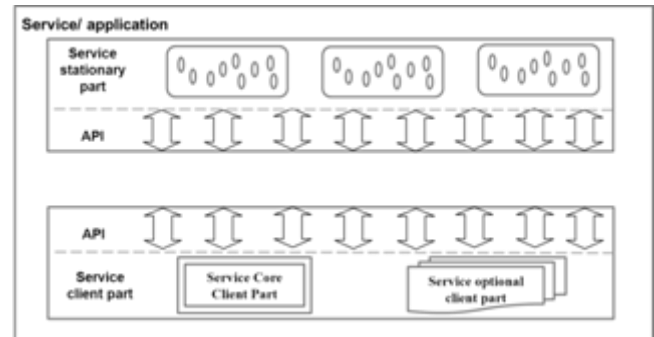 Service/ application
Service
stationary
part
API
API
Service
client part
Service Core
Client Part
Service optional
client part